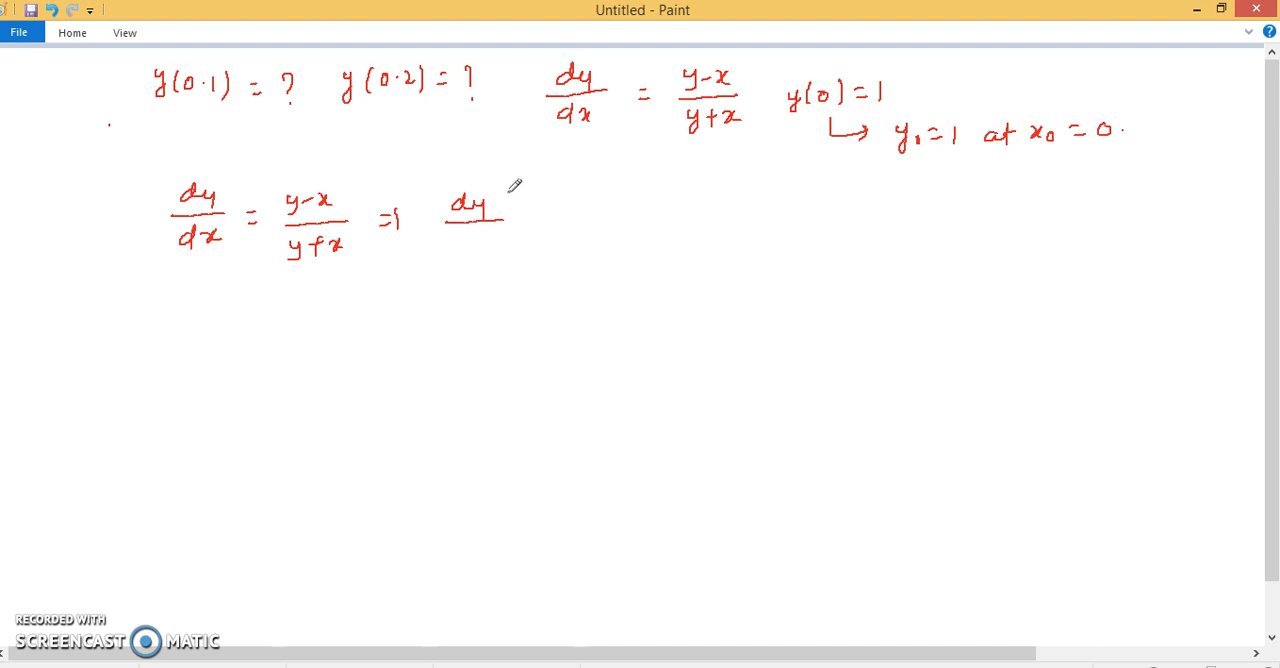 Untitled - Paint
File Home View
y(0.1) = ? y(0.2) = ? dy/dx = y-x/y+x y(0) = 1
↳ y₀ = 1 at x₀ = 0.
dy/dx = y-x/y+x ⇒ dy
RECORDED WITH
SCREENCAST MATIC